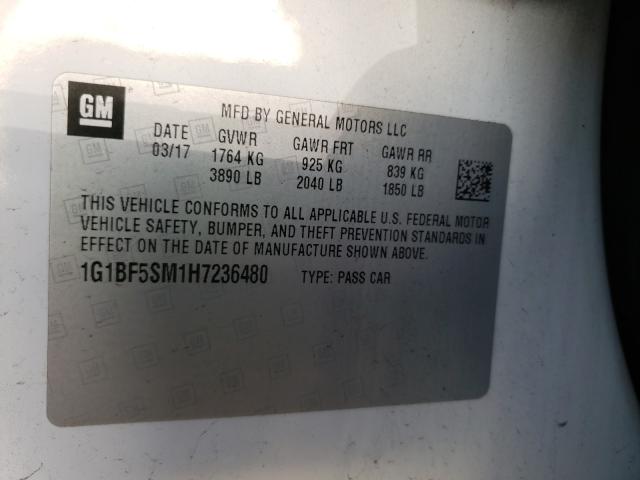 GM
MFD BY GENERAL MOTORS LLC
DATE GVWR GAWR FRT GAWR RR
03/17 1764 KG 925 KG 839 KG
3890 LB 2040 LB 1850 LB
THIS VEHICLE CONFORMS TO ALL APPLICABLE U.S. FEDERAL MOTOR
VEHICLE SAFETY, BUMPER, AND THEFT PREVENTION STANDARDS IN
EFFECT ON THE DATE OF MANUFACTURE SHOWN ABOVE.
1G1BF5SM1H7236480 TYPE: PASS CAR